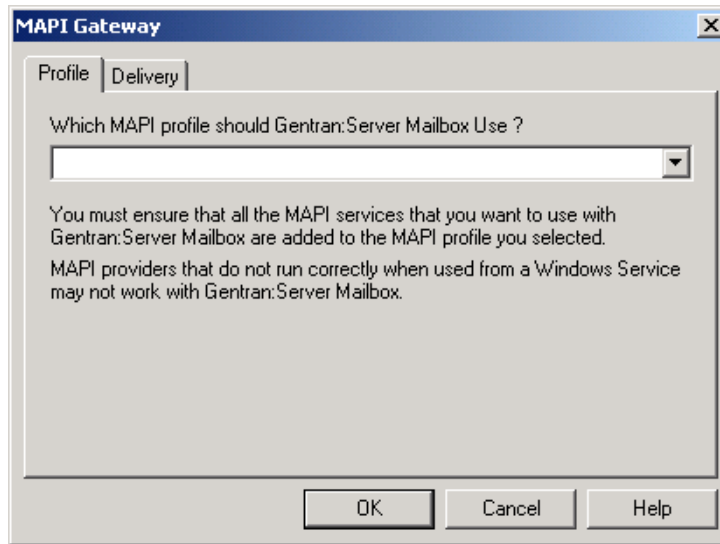 MAPI Gateway
Profile
Delivery
Which MAPI profile should Gentran:Server Mailbox Use ?
You must ensure that all the MAPI services that you want to use with
Gentran:Server Mailbox are added to the MAPI profile you selected.
MAPI providers that do not run correctly when used from a Windows Service
may not work with Gentran:Server Mailbox.
OK
Cancel
Help